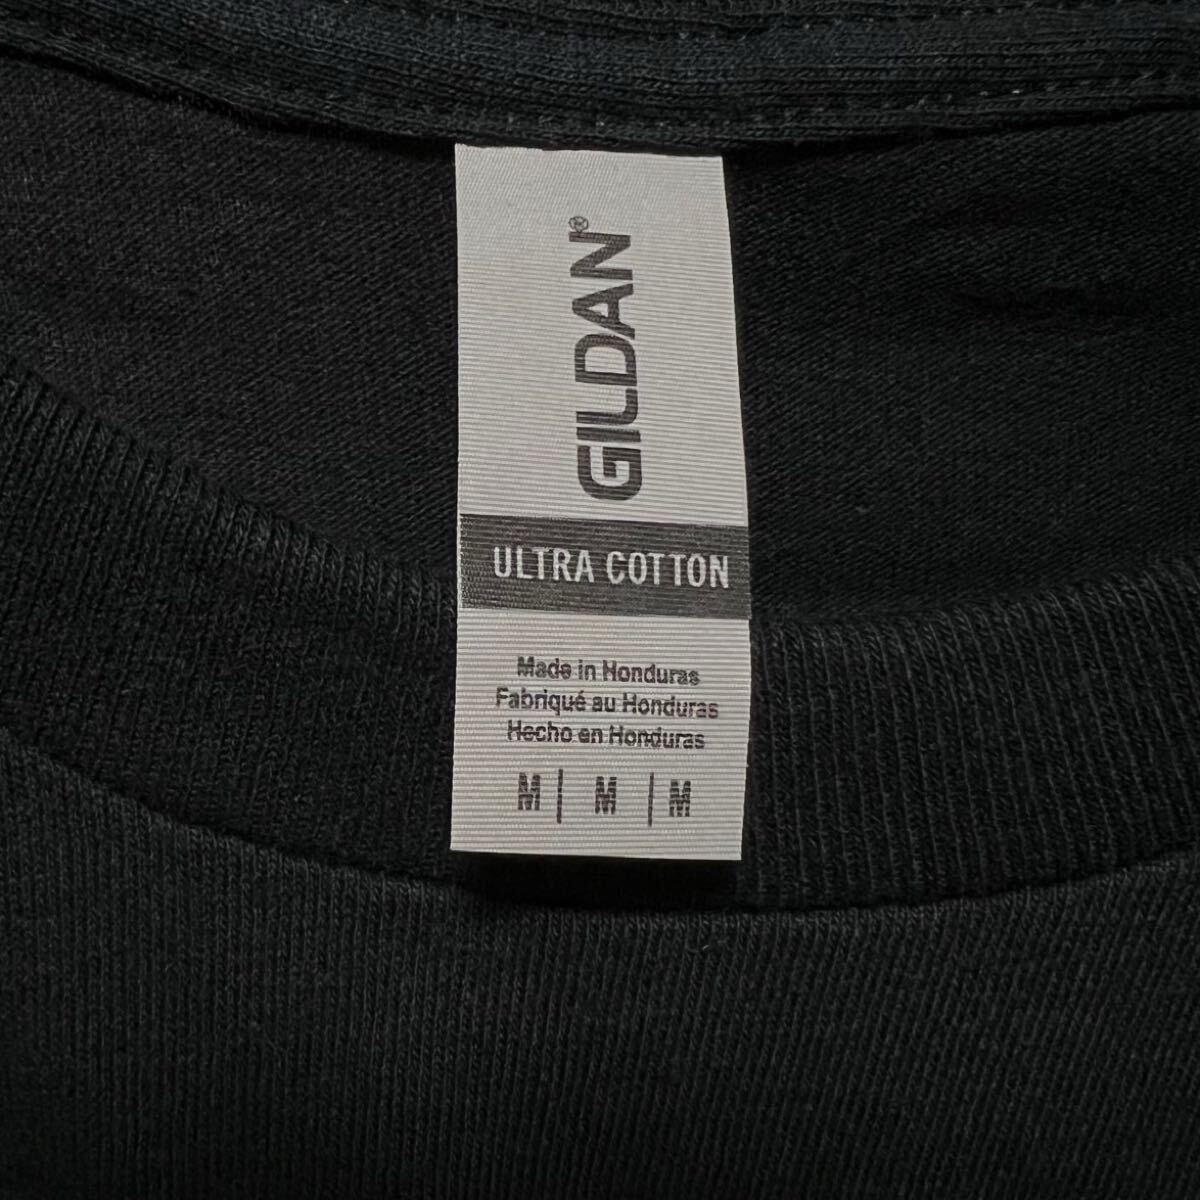 GILDAN®
ULTRA COTTON
Made in Honduras
Fabriqué au Honduras
Hecho en Honduras
M | M | M